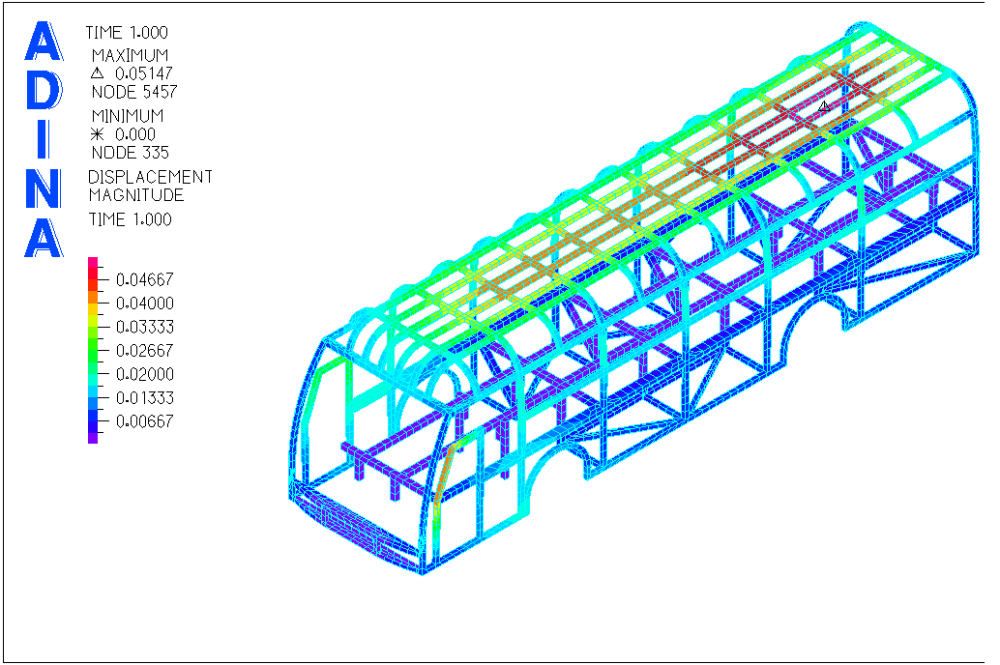 ADINA
TIME 1.000
MAXIMUM
△ 0.05147
NODE 5457
MINIMUM
✳ 0.000
NODE 335
DISPLACEMENT
MAGNITUDE
TIME 1.000
0.04667
0.04000
0.03333
0.02667
0.02000
0.01333
0.00667